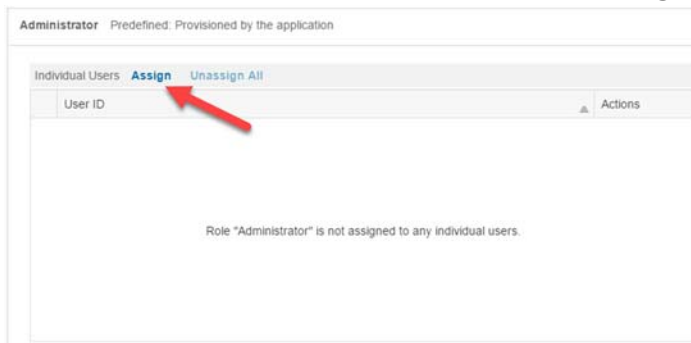 Administrator Predefined: Provisioned by the application
Individual Users Assign Unassign All
User ID Actions
Role "Administrator" is not assigned to any individual users.